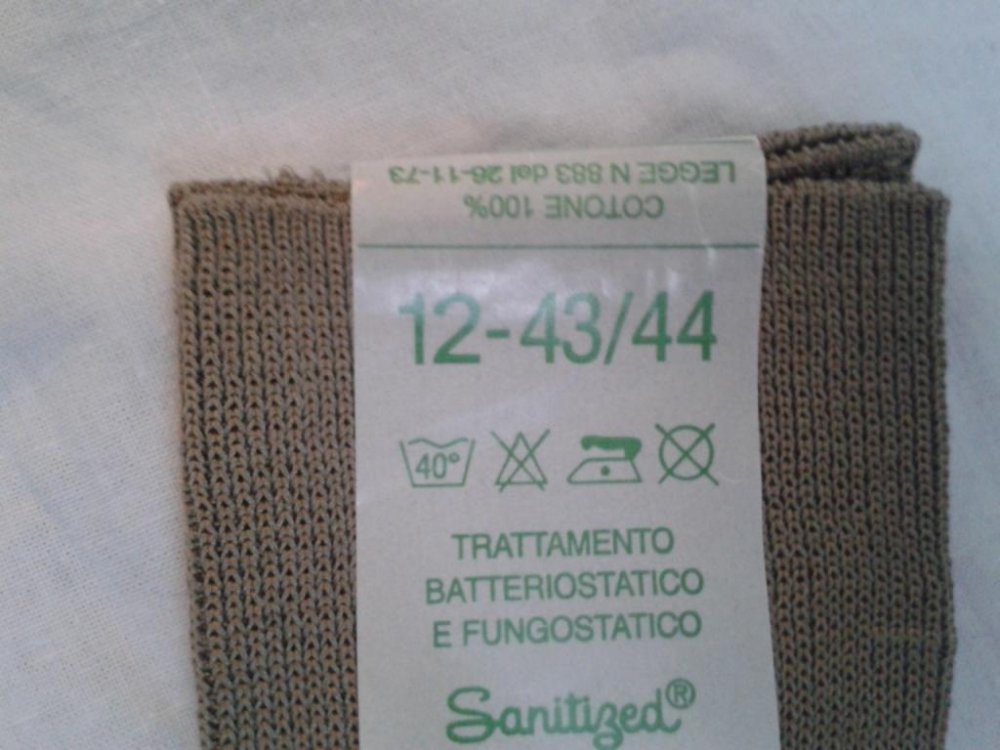 LEGGE N 883 del 26-11-73
COTONE 100%
12-43/44
40°
TRATTAMENTO
BATTERIOSTATICO
E FUNGOSTATICO
Sanitized®